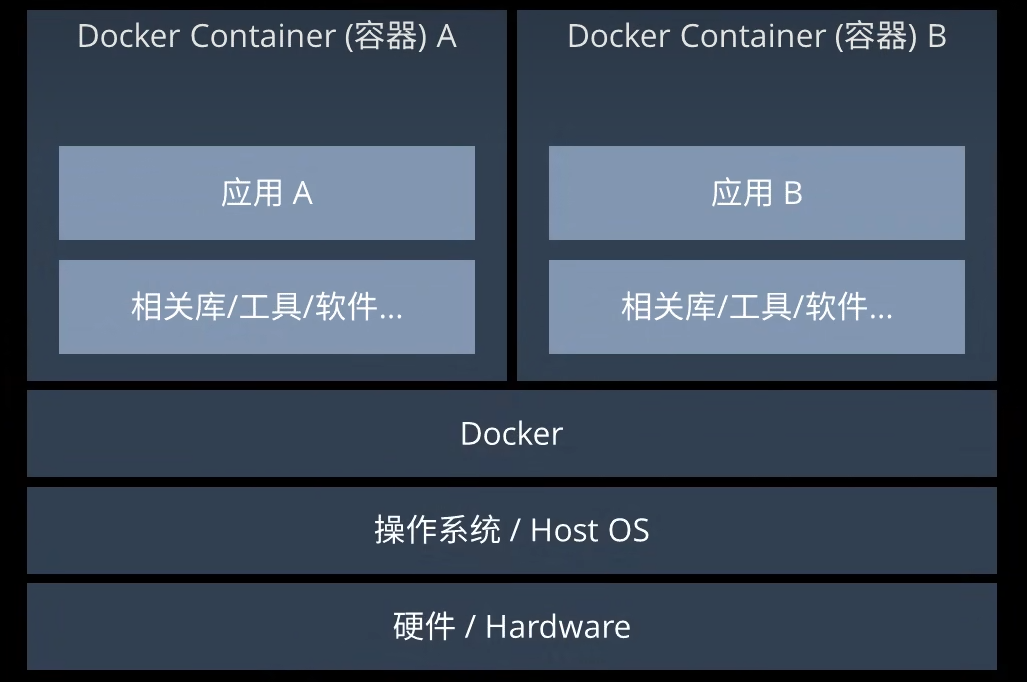 Docker Container (容器) A
Docker Container (容器) B
应用 A
应用 B
相关库/工具/软件...
相关库/工具/软件...
Docker
操作系统 / Host OS
硬件 / Hardware